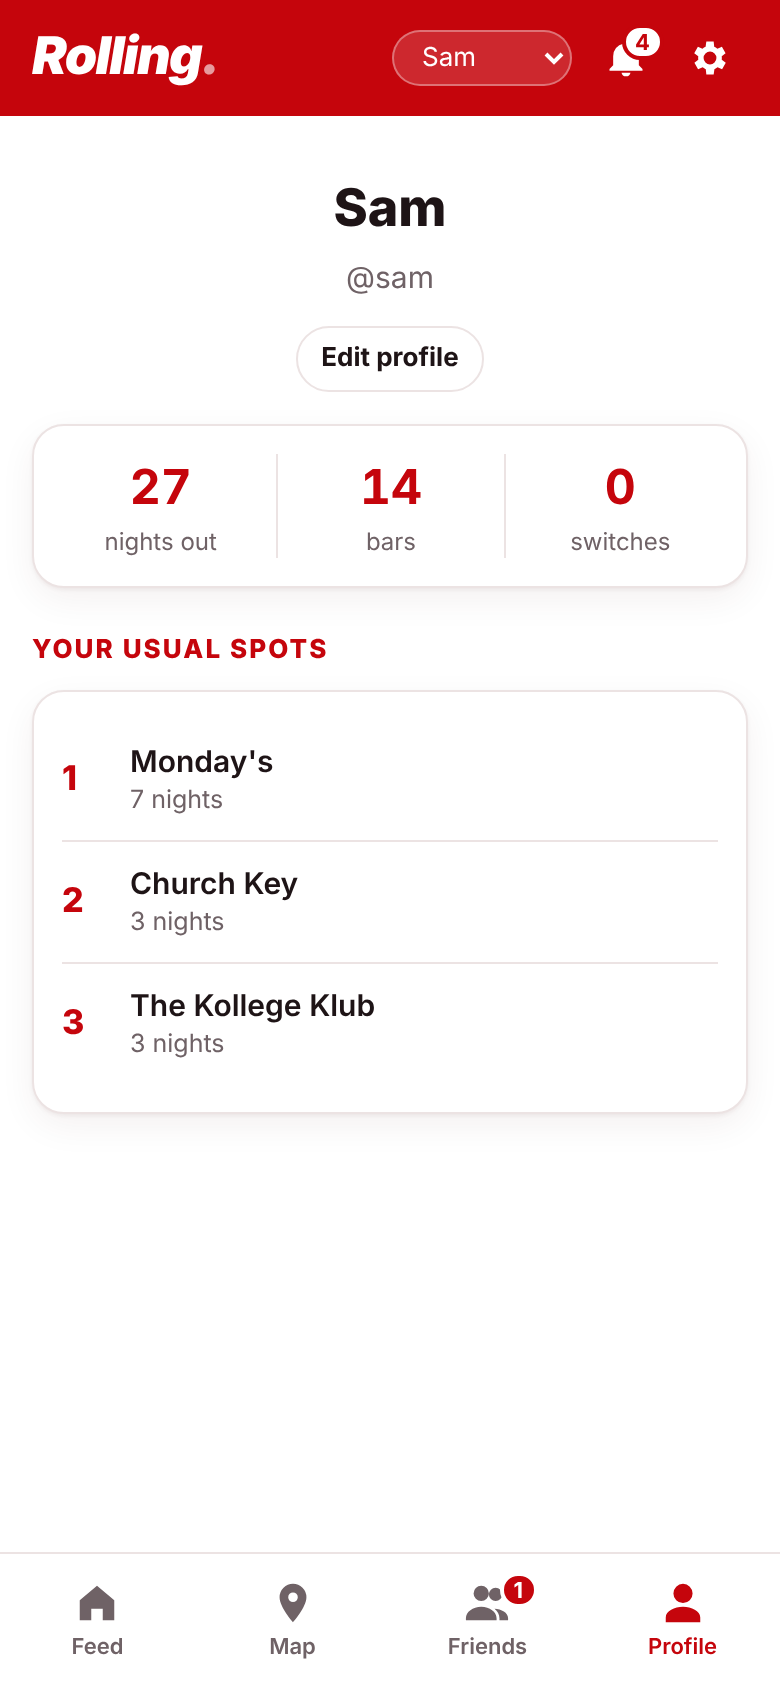 Rolling.
Sam
4
Sam
@sam
Edit profile
27
nights out
14
bars
0
switches
YOUR USUAL SPOTS
1
Monday's
7 nights
2
Church Key
3 nights
3
The Kollege Klub
3 nights
Feed
Map
1
Friends
Profile